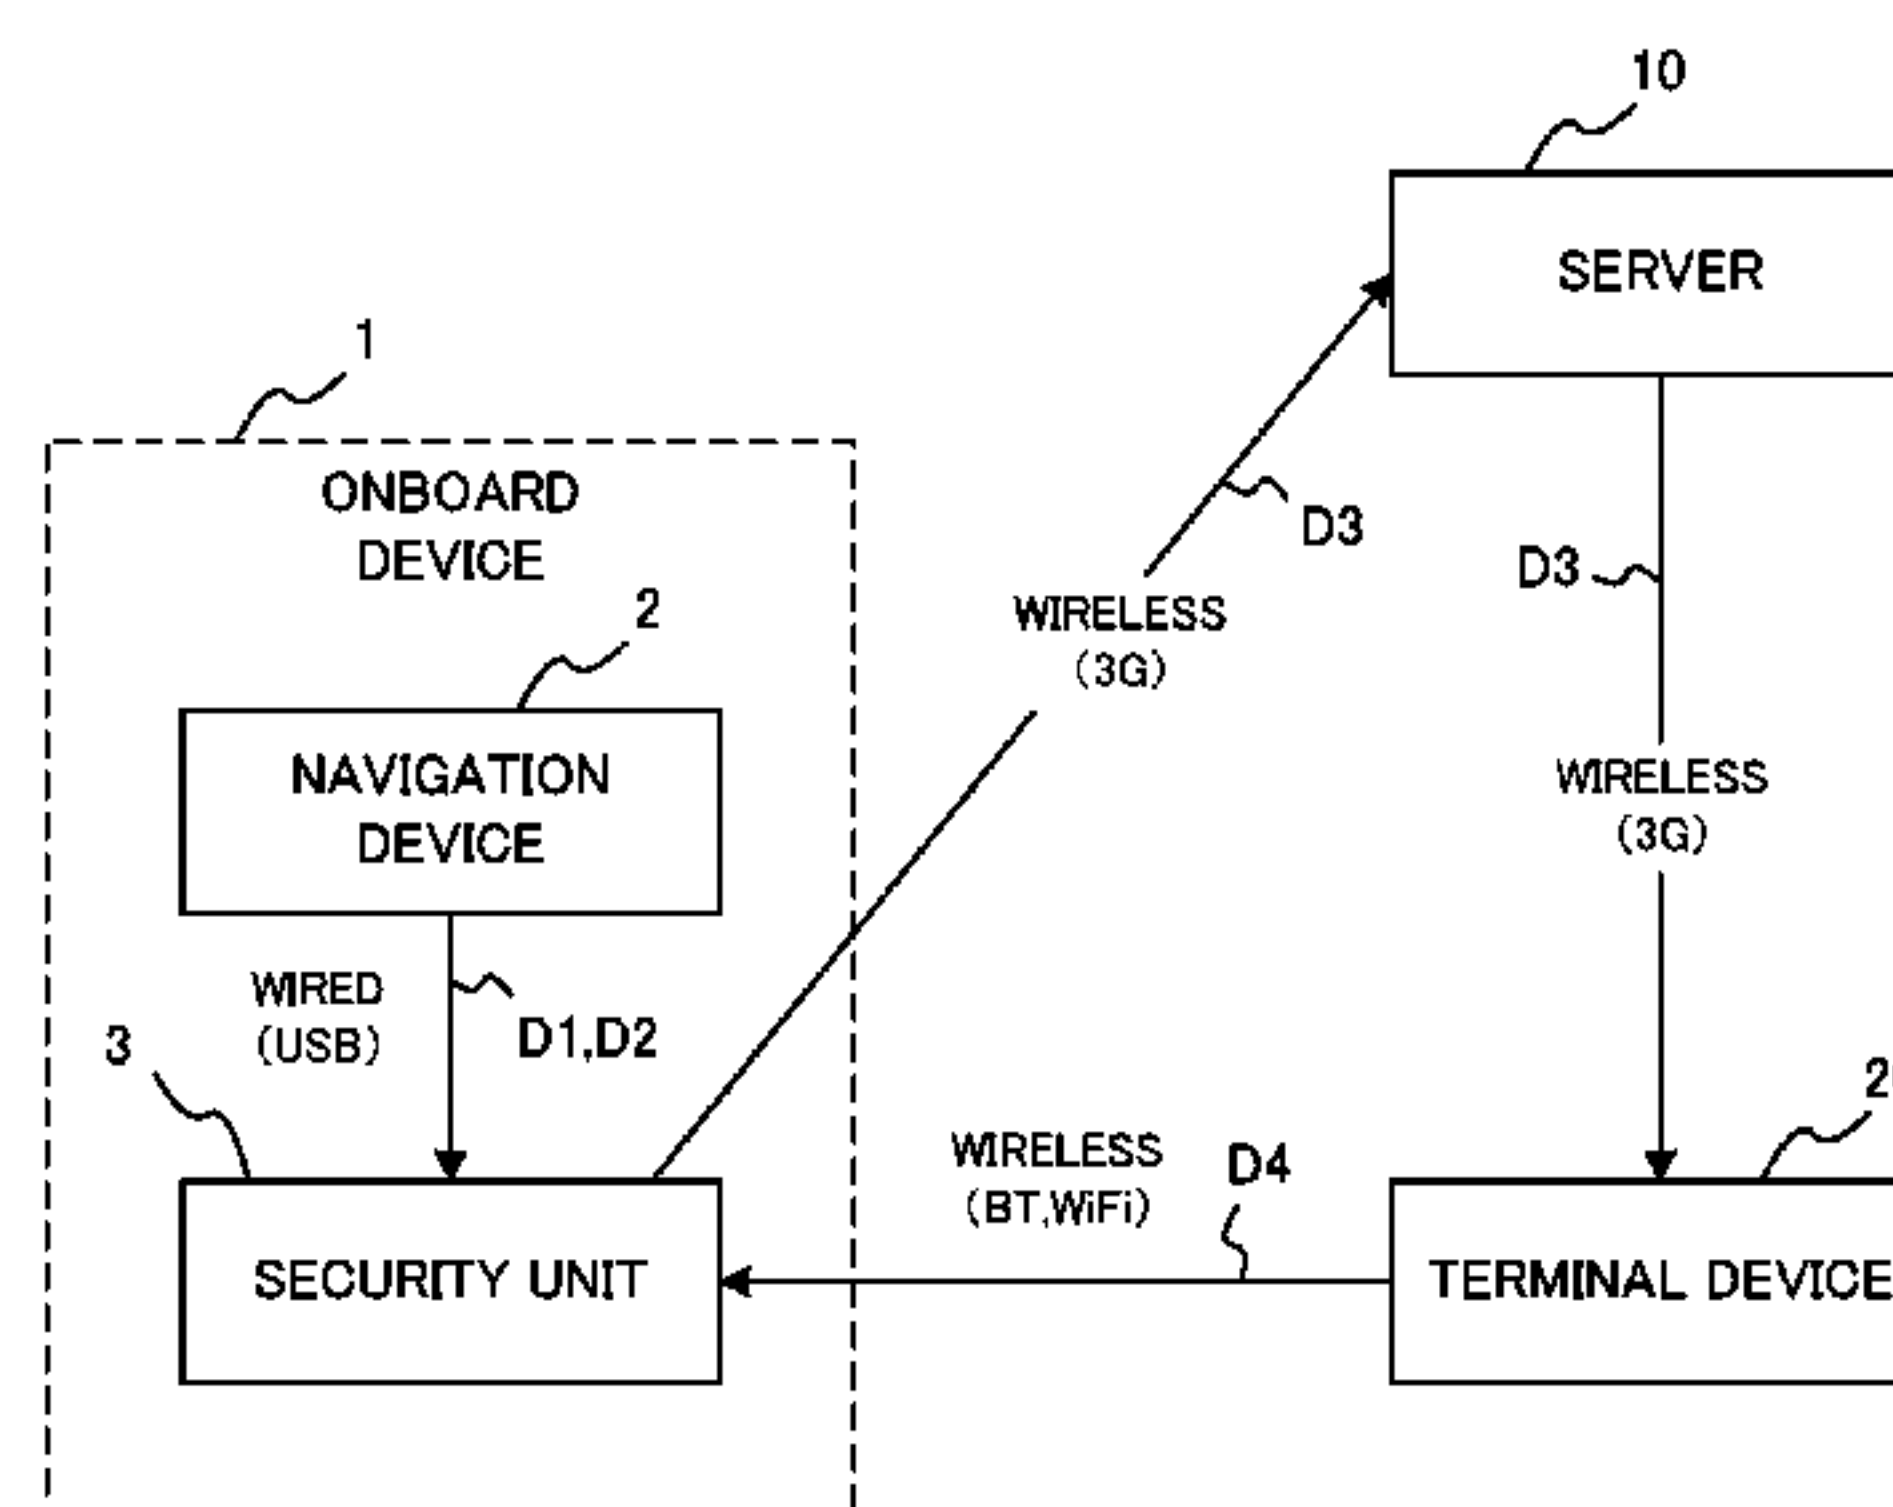 10
SERVER
1
ONBOARD
DEVICE
D3
D3
2
WIRELESS
(3G)
NAVIGATION
DEVICE
WIRELESS
(3G)
WIRED
(USB)
D1,D2
3
WIRELESS
(BT,WiFi)
D4
SECURITY UNIT
TERMINAL DEVICE